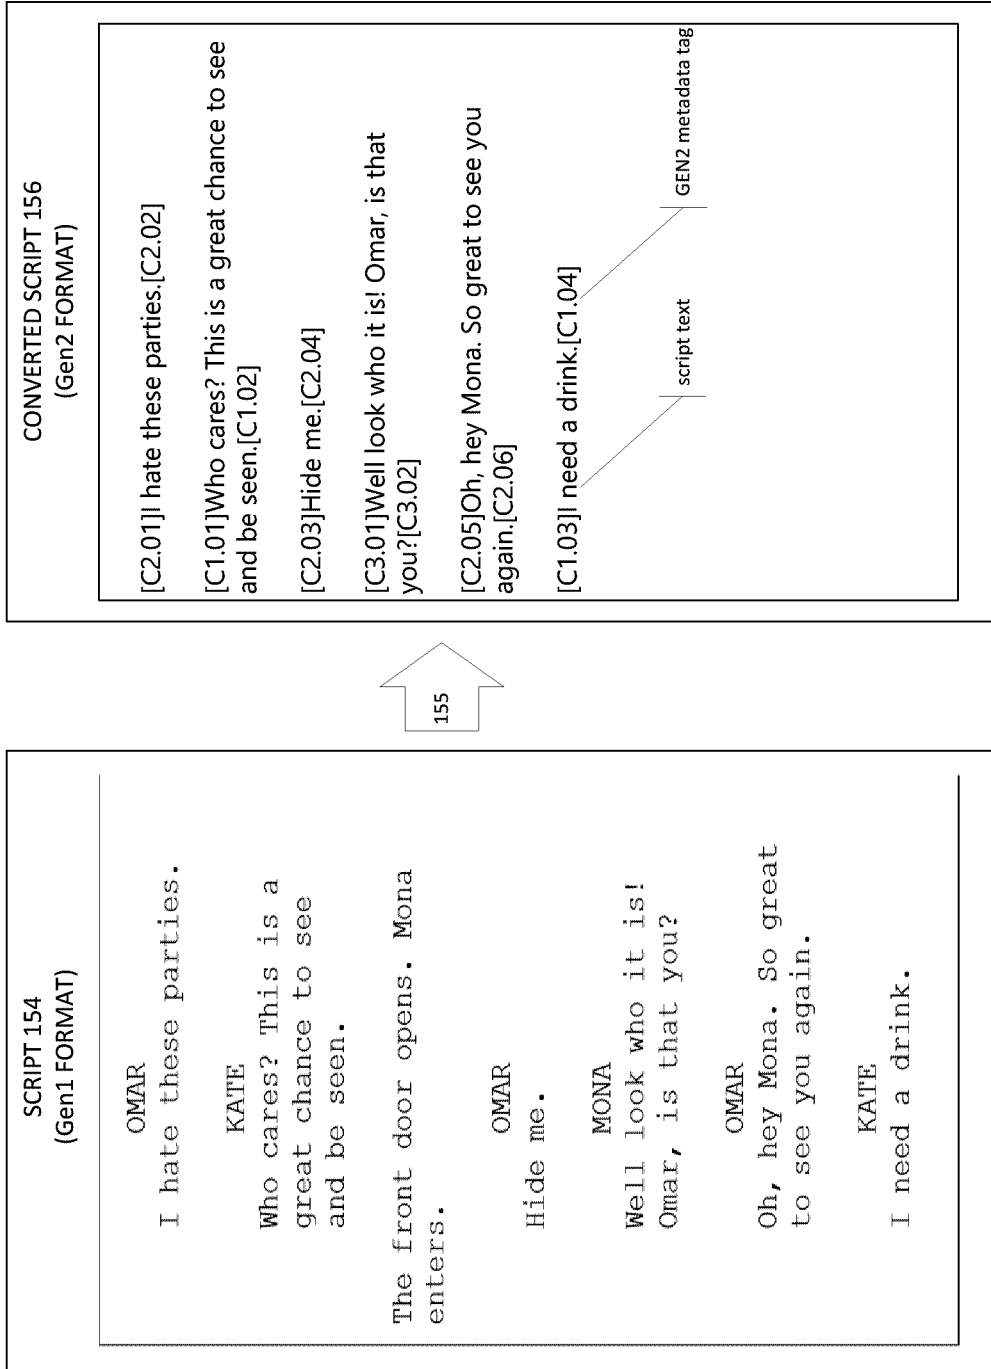 SCRIPT 154
(Gen1 FORMAT)
OMAR
I hate these parties.
KATE
Who cares? This is a
great chance to see
and be seen.
The front door opens. Mona
enters.
OMAR
Hide me.
MONA
Well look who it is!
Omar, is that you?
OMAR
Oh, hey Mona. So great
to see you again.
KATE
I need a drink.
155
CONVERTED SCRIPT 156
(Gen2 FORMAT)
[C2.01]I hate these parties.[C2.02]
[C1.01]Who cares? This is a great chance to see
and be seen.[C1.02]
[C2.03]Hide me.[C2.04]
[C3.01]Well look who it is! Omar, is that
you?[C3.02]
[C2.05]Oh, hey Mona. So great to see you
again.[C2.06]
[C1.03]I need a drink.[C1.04]
script text
GEN2 metadata tag